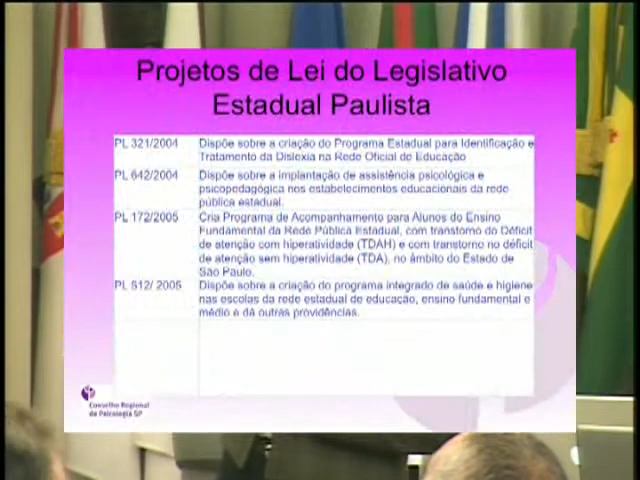 Projetos de Lei do Legislativo
Estadual Paulista
PL 321/2004 Dispõe sobre a criação do Programa Estadual para Identificação e
Tratamento da Dislexia na Rede Oficial de Educação
PL 642/2004 Dispõe sobre a implantação de assistência psicológica e
psicopedagógica nos estabelecimentos educacionais da rede
pública estadual.
PL 172/2005 Cria Programa de Acompanhamento para Alunos do Ensino
Fundamental da Rede Pública Estadual, com transtorno do Déficit
de atenção com hiperatividade (TDAH) e com transtorno no déficit
de atenção sem hiperatividade (TDA), no âmbito do Estado de
São Paulo.
PL 512/ 2005 Dispõe sobre a criação do programa integrado de saúde e higiene
nas escolas da rede estadual de educação, ensino fundamental e
médio e dá outras providências.
Conselho Regional
de Psicologia SP